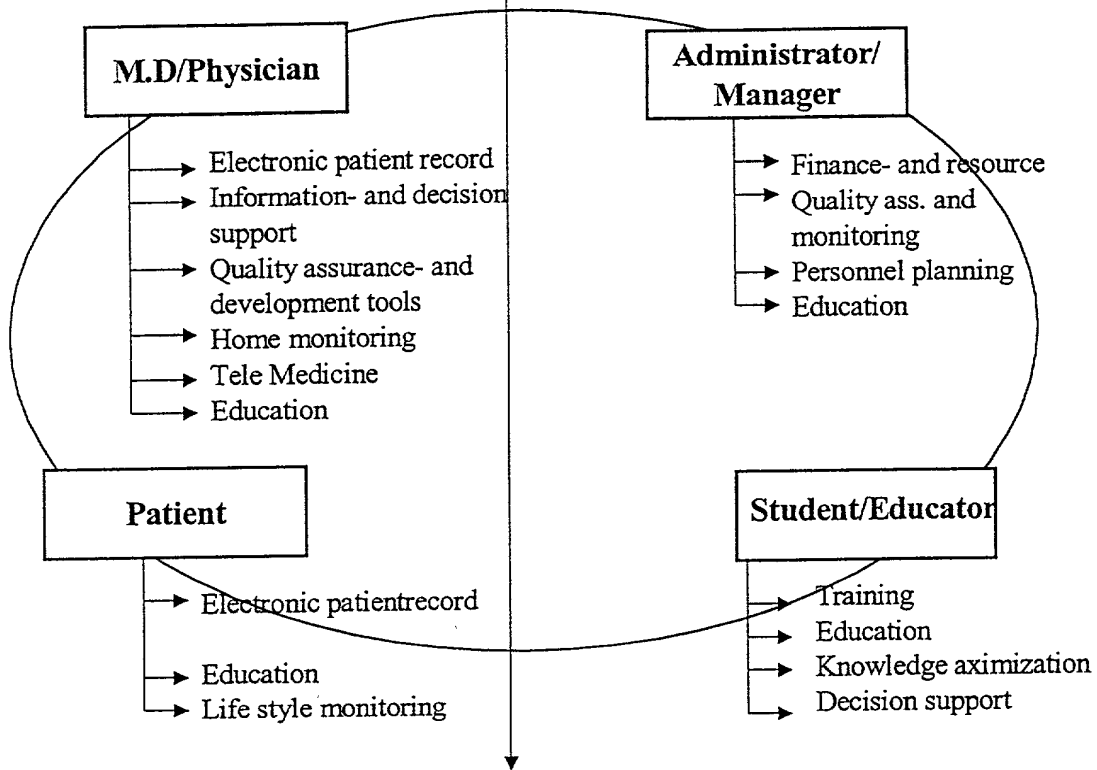 M.D/Physician
Electronic patient record
Information- and decision
support
Quality assurance- and
development tools
Home monitoring
Tele Medicine
Education
Administrator/
Manager
Finance- and resource
Quality ass. and
monitoring
Personnel planning
Education
Patient
Electronic patientrecord
Education
Life style monitoring
Student/Educator
Training
Education
Knowledge aximization
Decision support